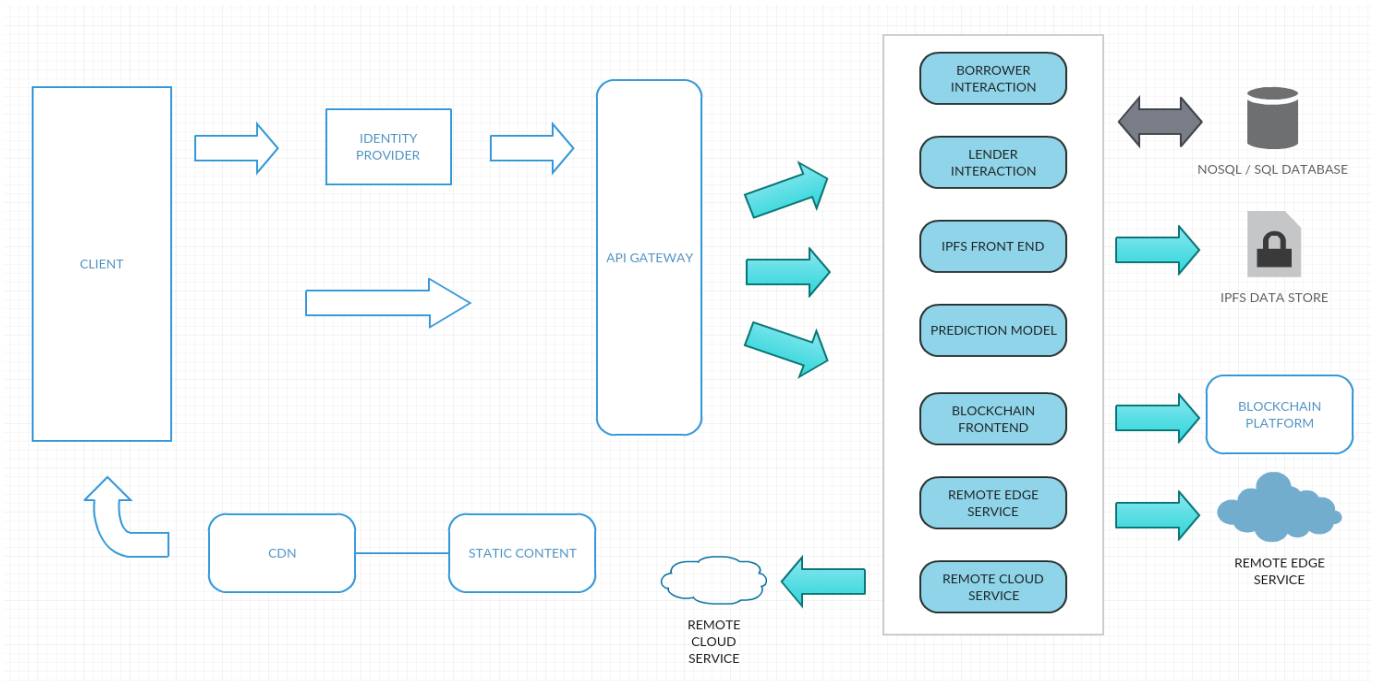 CLIENT
IDENTITY
PROVIDER
API GATEWAY
BORROWER
INTERACTION
LENDER
INTERACTION
IPFS FRONT END
PREDICTION MODEL
BLOCKCHAIN
FRONTEND
REMOTE EDGE
SERVICE
REMOTE CLOUD
SERVICE
NOSQL / SQL DATABASE
IPFS DATA STORE
BLOCKCHAIN
PLATFORM
REMOTE EDGE
SERVICE
CDN
STATIC CONTENT
REMOTE
CLOUD
SERVICE